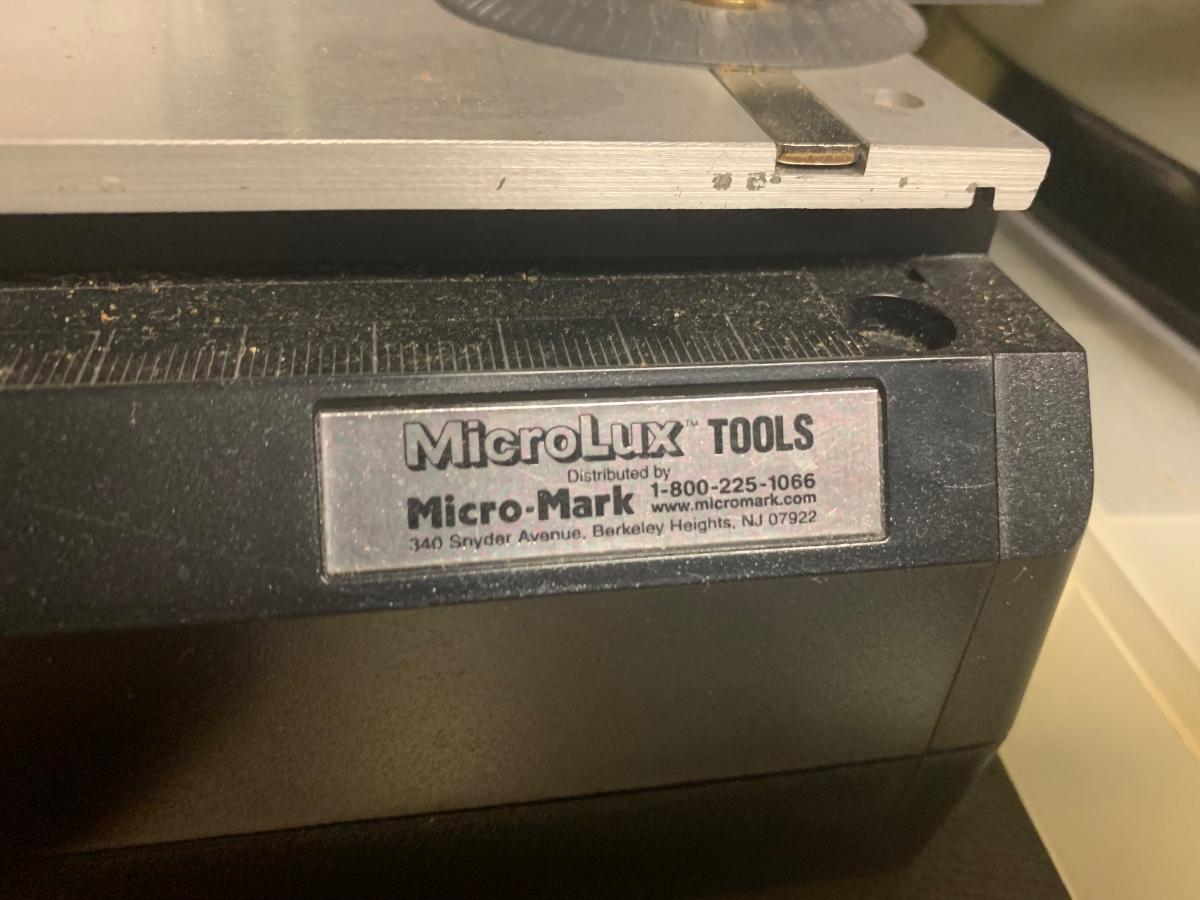 MicroLux™ TOOLS
Distributed by
Micro-Mark 1-800-225-1066
www.micromark.com
340 Snyder Avenue, Berkeley Heights, NJ 07922